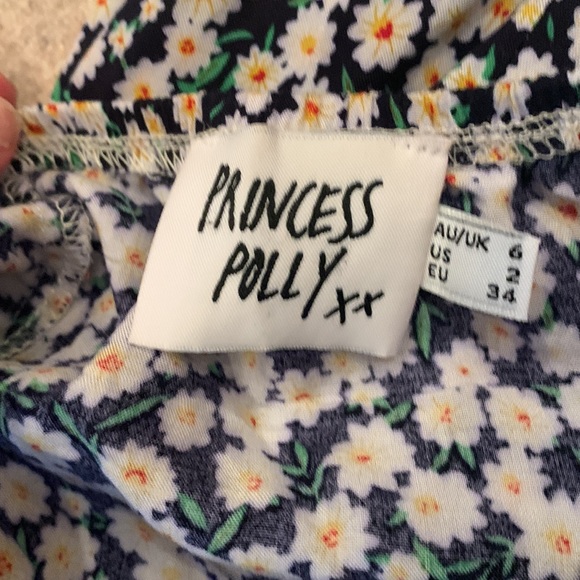 PRINCESS
POLLY xx
AU/UK 6
US 2
EU 34